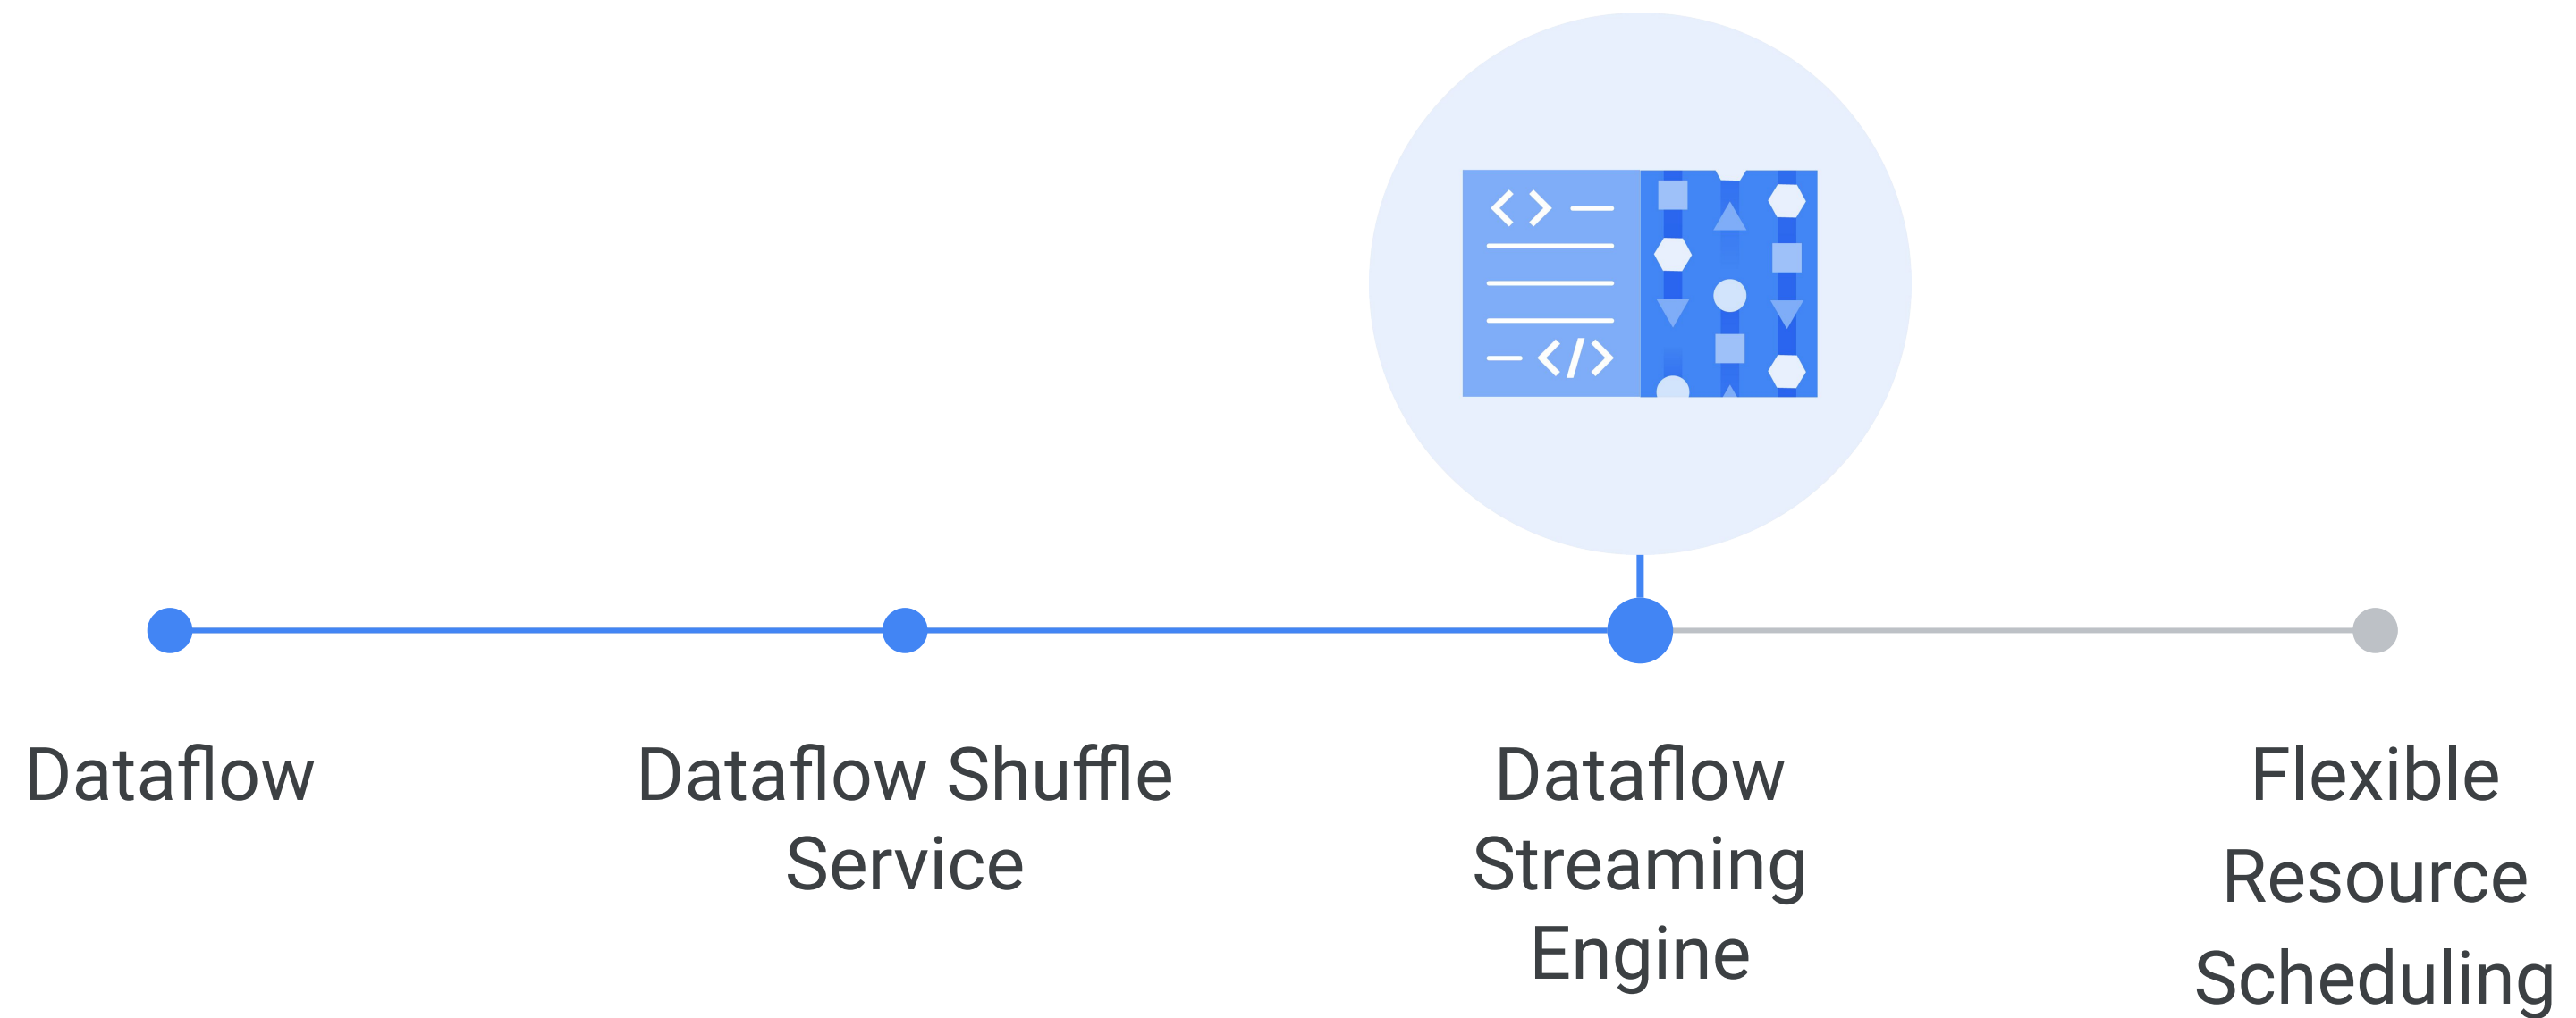 Dataflow
Dataflow Shuffle
Service
Dataflow
Streaming
Engine
Flexible
Resource
Scheduling